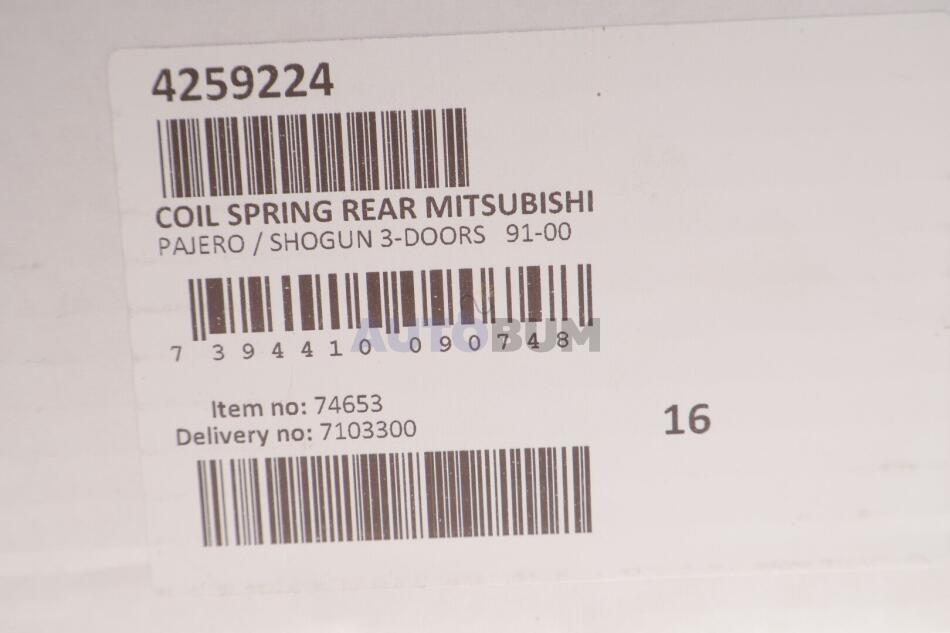 4259224
COIL SPRING REAR MITSUBISHI
PAJERO / SHOGUN 3-DOORS 91-00
7 394410 090748
AUTOBUM
Item no: 74653
Delivery no: 7103300
16